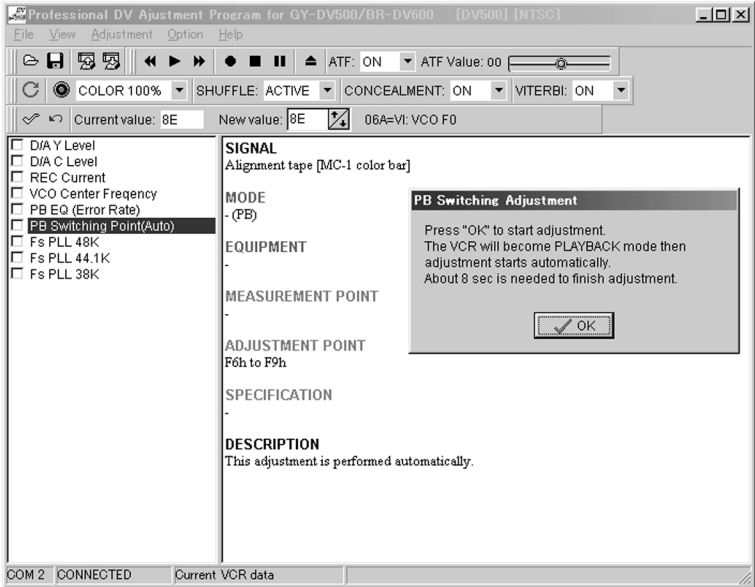 Professional DV Ajustment Program for GY-DV500/BR-DV600 [DV500] [NTSC]
File View Adjustment Option Help
ATF: ON ATF Value: 00
COLOR 100% SHUFFLE: ACTIVE CONCEALMENT: ON VITERBI: ON
Current value: 8E New value: 8E 06A=VI: VCO F0
D/A Y Level
D/A C Level
REC Current
VCO Center Freqency
PB EQ (Error Rate)
PB Switching Point(Auto)
Fs PLL 48K
Fs PLL 44.1K
Fs PLL 38K
SIGNAL
Alignment tape [MC-1 color bar]
MODE
- (PB)
EQUIPMENT
-
MEASUREMENT POINT
-
ADJUSTMENT POINT
F6h to F9h
SPECIFICATION
-
DESCRIPTION
This adjustment is performed automatically.
PB Switching Adjustment
Press "OK" to start adjustment.
The VCR will become PLAYBACK mode then
adjustment starts automatically.
About 8 sec is needed to finish adjustment.
OK
COM 2 CONNECTED Current VCR data